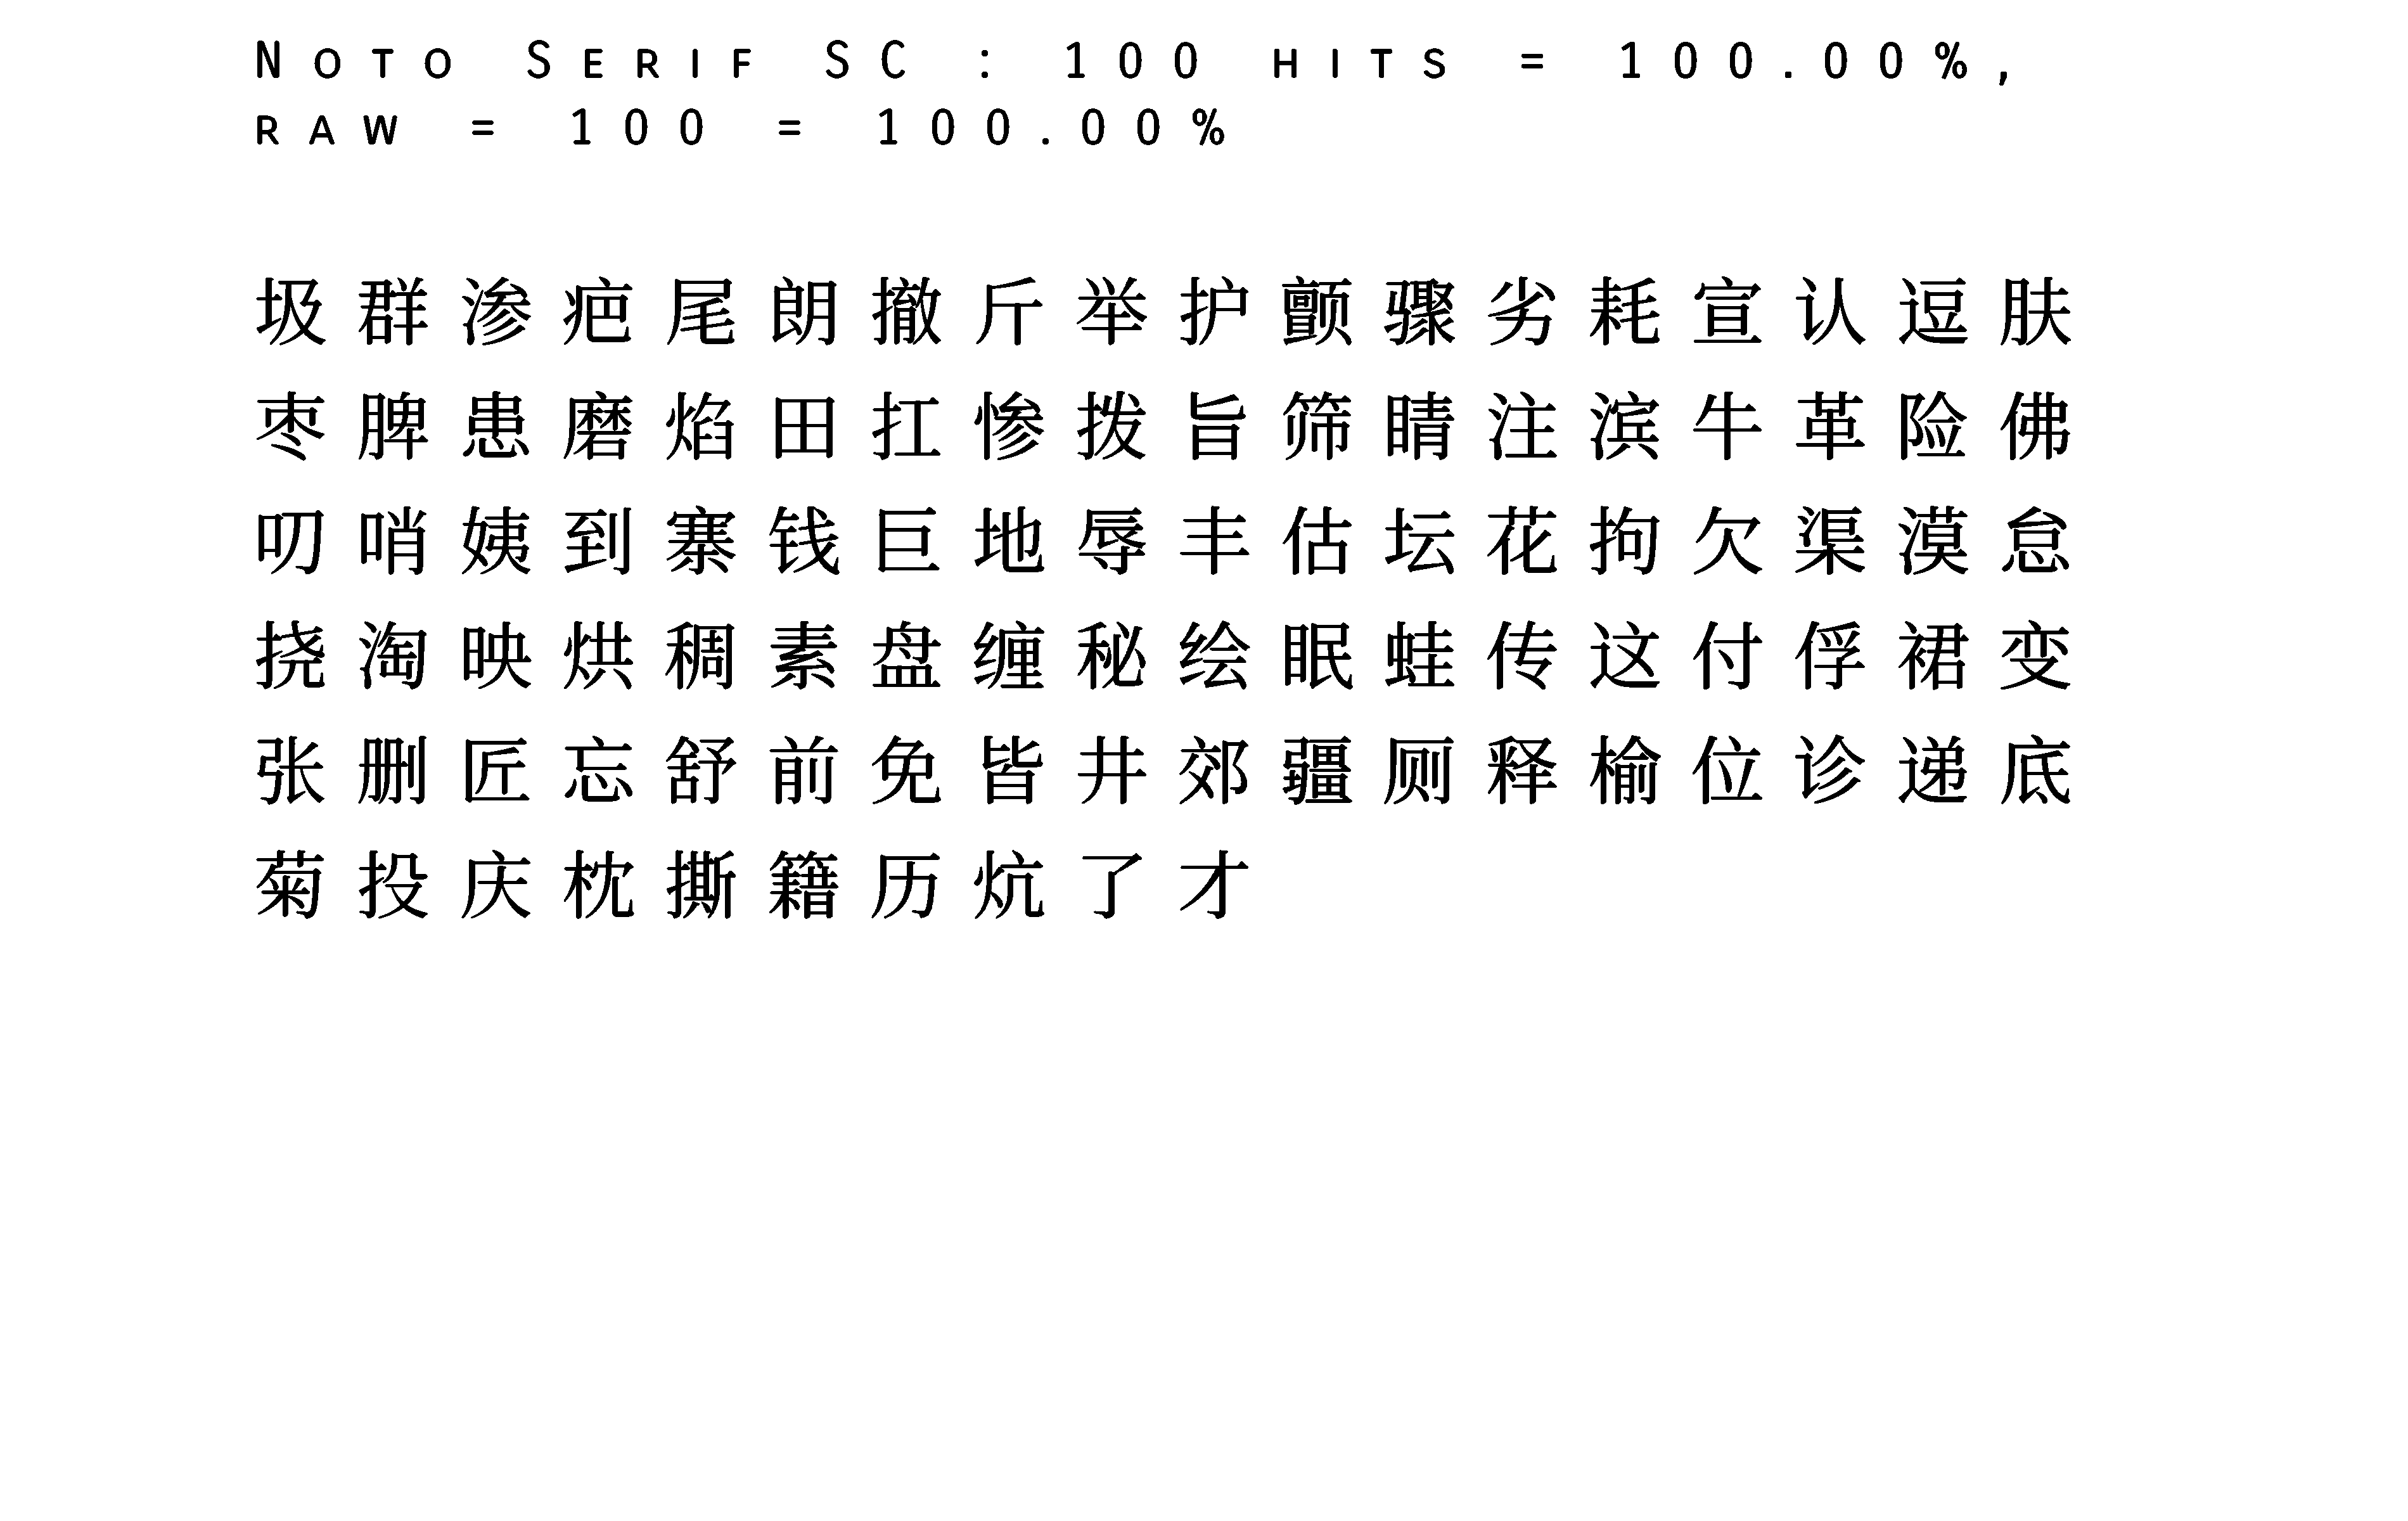 Noto Serif SC : 100 hits = 100.00%,
raw = 100 = 100.00%
圾群渗疤尾朗撤斤举护颤骤劣耗宣认逗肤
枣脾患磨焰田扛惨拨旨筛睛注滨牛革险佛
叨哨姨到寨钱巨地辱丰估坛花拘欠渠漠怠
挠淘映烘稠素盘缠秘绘眠蛙传这付俘裙变
张删匠忘舒前免皆井郊疆厕释榆位诊递底
菊投庆枕撕籍历炕了才